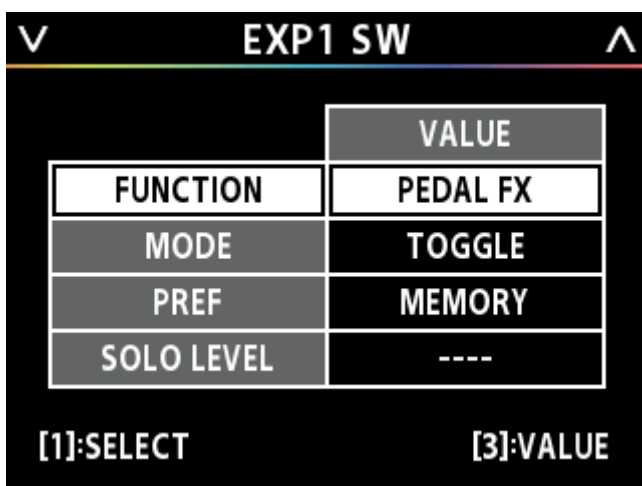 EXP1 SW
VALUE
FUNCTION PEDAL FX
MODE TOGGLE
PREF MEMORY
SOLO LEVEL ----
[1]:SELECT [3]:VALUE